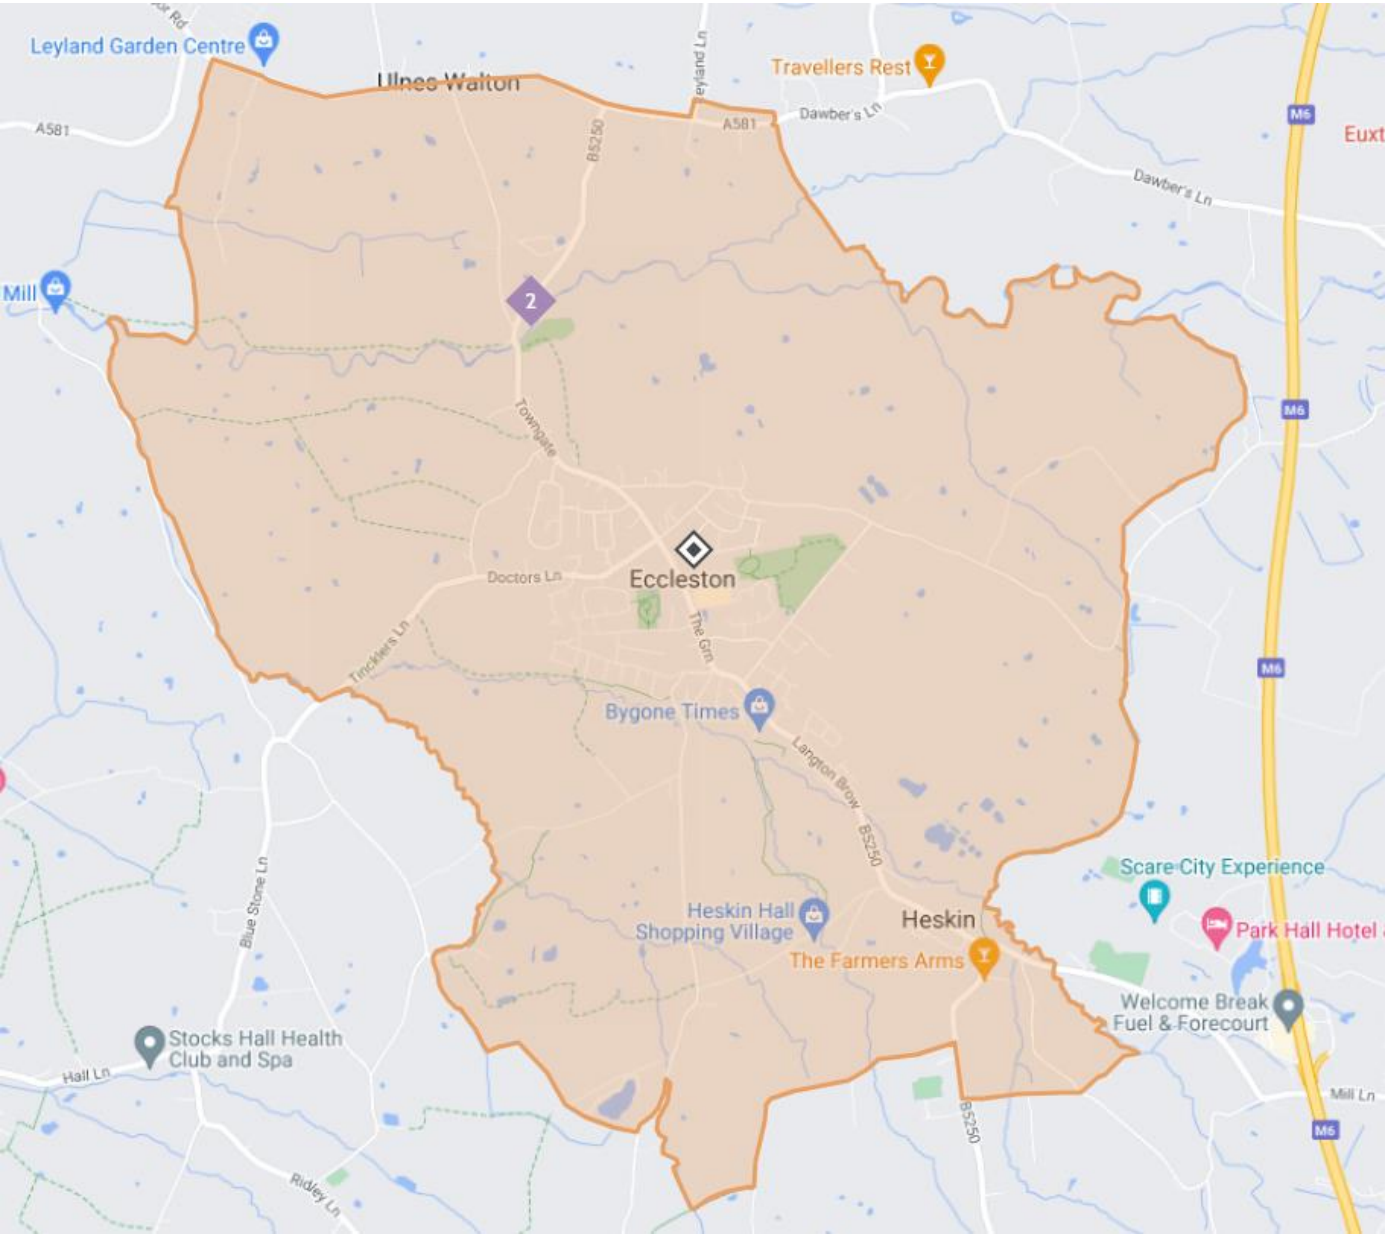 or Rd
Leyland Garden Centre
Ulnes Walton
eyland Ln
Travellers Rest
Dawber's Ln
M6
A581
A581
B5250
Euxt
Dawber's Ln
Mill
2
M6
Towngate
Doctors Ln
Eccleston
Tincklers Ln
The Grn
M6
Bygone Times
Langton Brow
B5250
Scare City Experience
Blue Stone Ln
Heskin Hall
Shopping Village
Heskin
Park Hall Hotel
The Farmers Arms
Welcome Break
Fuel & Forecourt
Stocks Hall Health
Club and Spa
Hall Ln
Mill Ln
B5250
M6
Ridley Ln